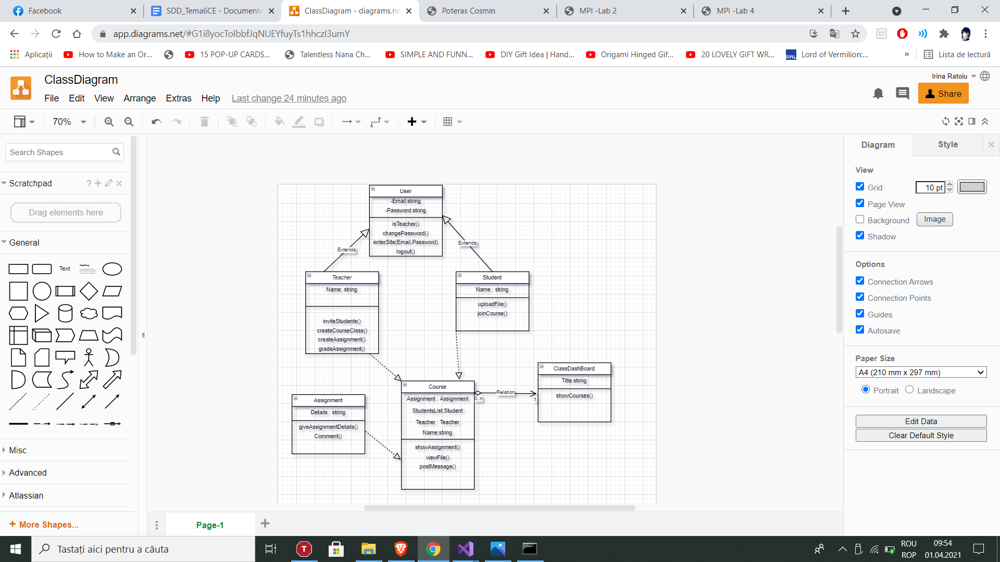 Facebook
SDD_Tema6CE - Documente
ClassDiagram - diagrams.ne
Poteras Cosmin
MPI -Lab 2
MPI -Lab 4
app.diagrams.net/#G1i8yocToIbbfJqNUEYfuyTs1hhczI3umY
Aplicații
How to Make an Or...
15 POP-UP CARDS...
Talentless Nana Ch...
SIMPLE AND FUNN...
DIY Gift Idea | Hand...
Origami Hinged Gif...
20 LOVELY GIFT WR...
MAL
Lord of Vermilion:...
»
Lista de lectură
ClassDiagram
Irina Ratoiu
File Edit View Arrange Extras Help Last change 24 minutes ago
Share
70%
Search Shapes
Scratchpad
?
Drag elements here
General
Text
Heading
Misc
Advanced
Atlassian
+ More Shapes...
User
-Email:string
-Password:string
isTeacher()
changePassword()
enterSite(Email,Password)
logout()
Extends
Extends
Teacher
Name: string
inviteStudents()
createCourseClass()
createAssignment()
gradeAssignment()
Student
Name : string
uploadFile()
joinCourse()
ClassDashBoard
Title:string
showCourses()
Course
Assignment : Assignment
StudentsList:Student
Teacher : Teacher
Name:string
showAssignment()
viewFile()
postMessage()
0..n
Relation
1
Assignment
Details : string
giveAssignmentDetails()
Comment()
Page-1
Diagram
Style
View
Grid
10 pt
Page View
Background
Image
Shadow
Options
Connection Arrows
Connection Points
Guides
Autosave
Paper Size
A4 (210 mm x 297 mm)
Portrait
Landscape
Edit Data
Clear Default Style
Tastați aici pentru a căuta
T
ROU
ROP
09:54
01.04.2021